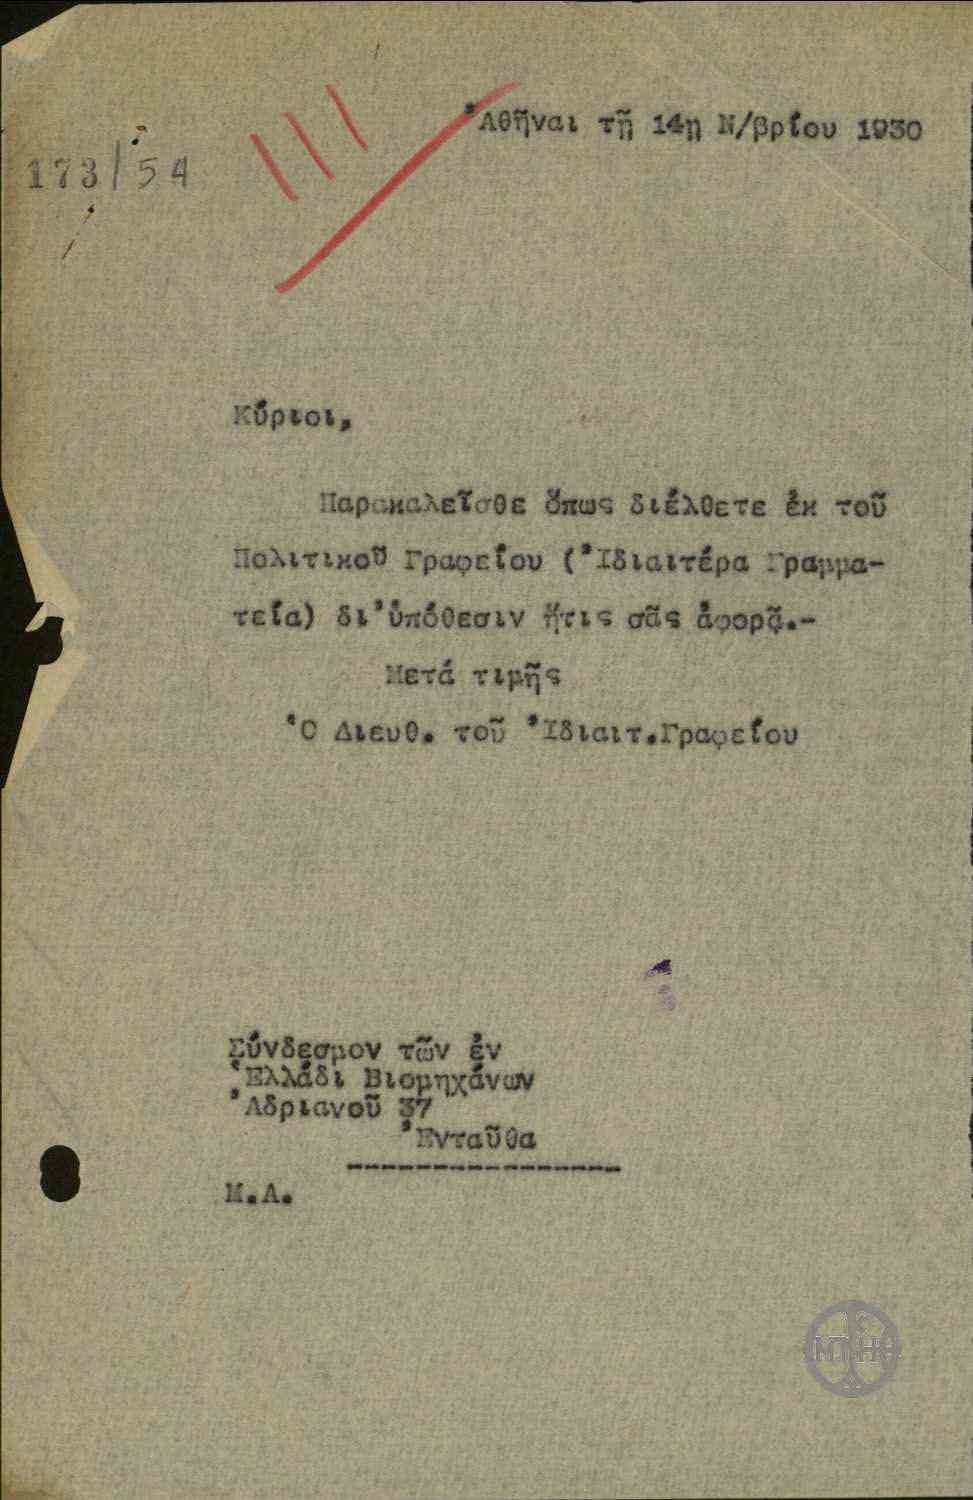 Ἀθῆναι τῇ 14η Ν/βρίου 1930
173/54
Κύριοι,
Παρακαλεῖσθε ὅπως διέλθετε ἐκ τοῦ
Πολιτικοῦ Γραφείου (Ἰδιαιτέρα Γραμμα-
τεία) δι'ὑπόθεσιν ἥτις σᾶς ἀφορᾷ.-
Μετά τιμῆς
Ὁ Διευθ. τοῦ Ἰδιαιτ.Γραφείου
Σύνδεσμον τῶν ἐν
Ἑλλάδι Βιομηχάνων
Ἀδριανοῦ 37
Ἐνταῦθα
----------------
Μ.Λ.